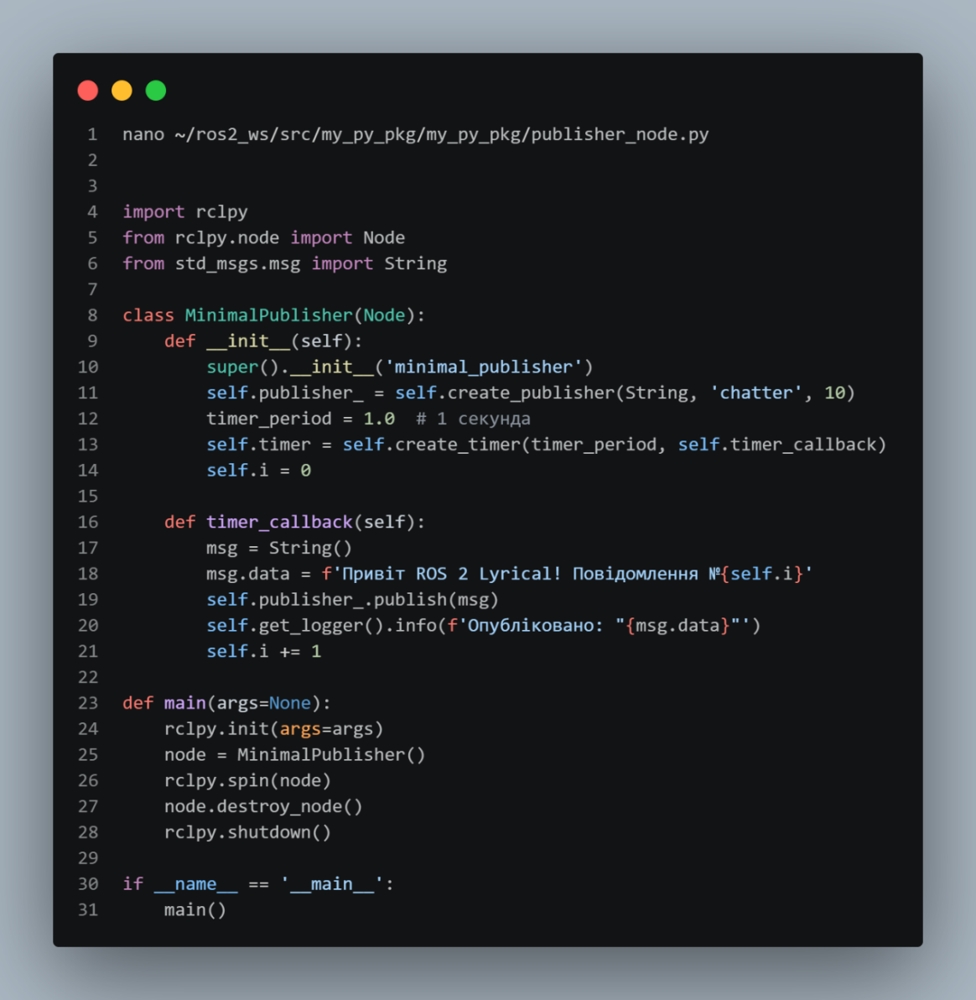 1 nano ~/ros2_ws/src/my_py_pkg/my_py_pkg/publisher_node.py
2
3
4 import rclpy
5 from rclpy.node import Node
6 from std_msgs.msg import String
7
8 class MinimalPublisher(Node):
9     def __init__(self):
10         super().__init__('minimal_publisher')
11         self.publisher_ = self.create_publisher(String, 'chatter', 10)
12         timer_period = 1.0  # 1 секунда
13         self.timer = self.create_timer(timer_period, self.timer_callback)
14         self.i = 0
15
16     def timer_callback(self):
17         msg = String()
18         msg.data = f'Привіт ROS 2 Lyrical! Повідомлення №{self.i}'
19         self.publisher_.publish(msg)
20         self.get_logger().info(f'Опубліковано: "{msg.data}"')
21         self.i += 1
22
23 def main(args=None):
24     rclpy.init(args=args)
25     node = MinimalPublisher()
26     rclpy.spin(node)
27     node.destroy_node()
28     rclpy.shutdown()
29
30 if __name__ == '__main__':
31     main()